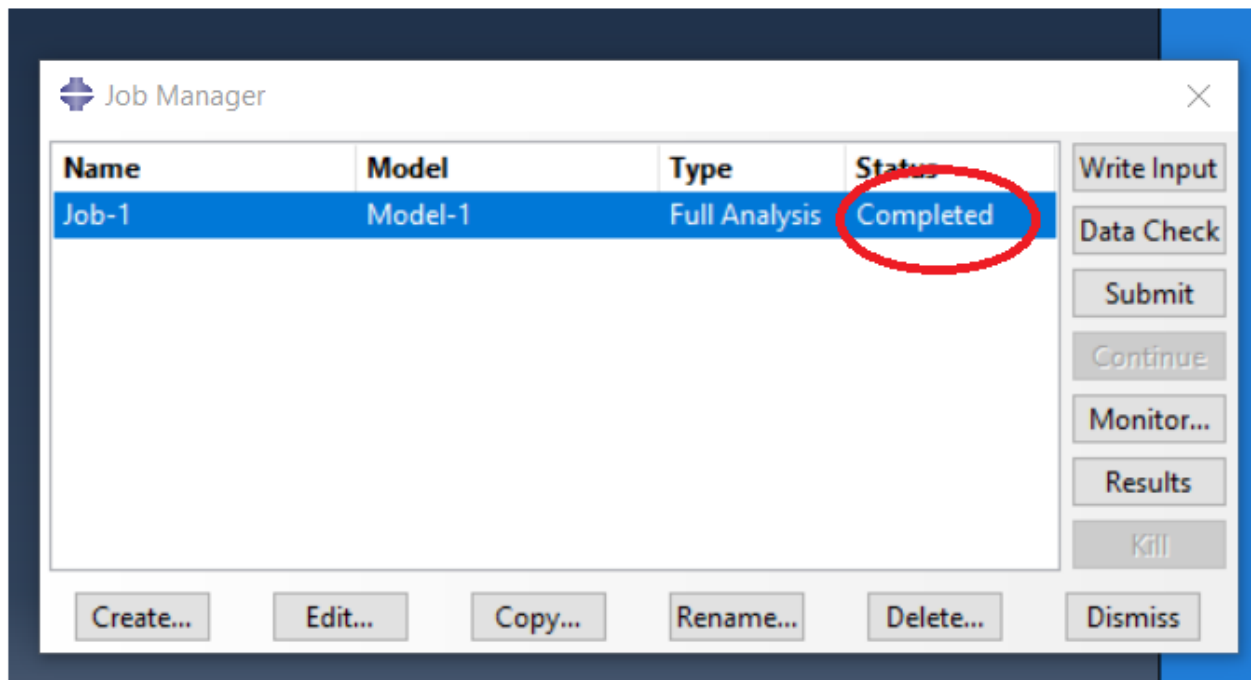 Job Manager
Name Model Type Status Write Input
Job-1 Model-1 Full Analysis Completed
Data Check
Submit
Continue
Monitor...
Results
Kill
Create... Edit... Copy... Rename... Delete... Dismiss